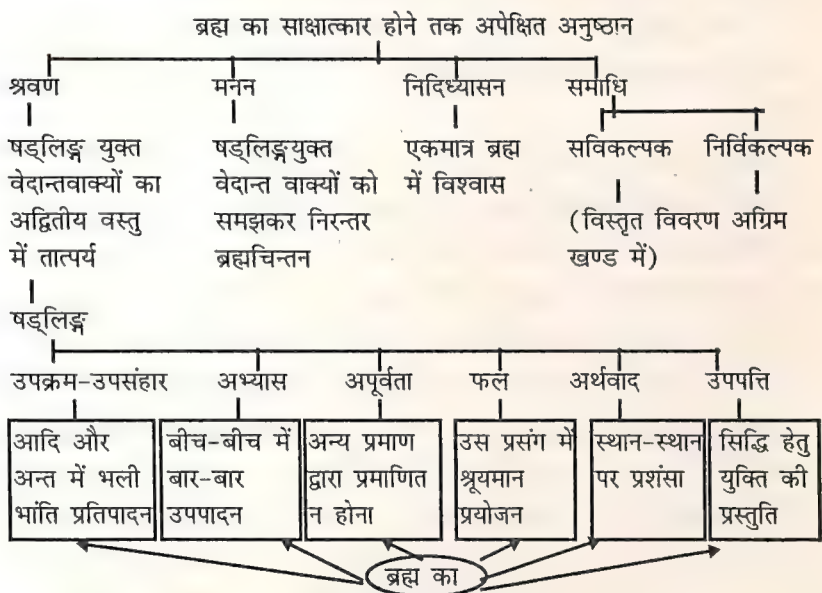 ब्रह्म का साक्षात्कार होने तक अपेक्षित अनुष्ठान
श्रवण मनन निदिध्यासन समाधि
षड्लिङ्ग युक्त षड्लिङ्गयुक्त एकमात्र ब्रह्म सविकल्पक निर्विकल्पक
वेदान्तवाक्यों का वेदान्त वाक्यों को में विश्वास
अद्वितीय वस्तु समझकर निरन्तर (विस्तृत विवरण अग्रिम
में तात्पर्य ब्रह्मचिन्तन खण्ड में)
षड्लिङ्ग
उपक्रम-उपसंहार अभ्यास अपूर्वता फल अर्थवाद उपपत्ति
आदि और बीच-बीच में अन्य प्रमाण उस प्रसंग में स्थान-स्थान सिद्धि हेतु
अन्त में भली बार-बार द्वारा प्रमाणित श्रूयमान पर प्रशंसा युक्ति की
भांति प्रतिपादन उपपादन न होना प्रयोजन प्रस्तुति
ब्रह्म का